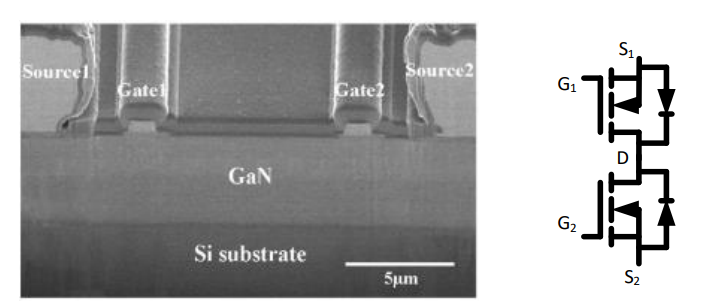 Source1
Gate1
Gate2
Source2
GaN
Si substrate
5μm
S1
G1
D
G2
S2